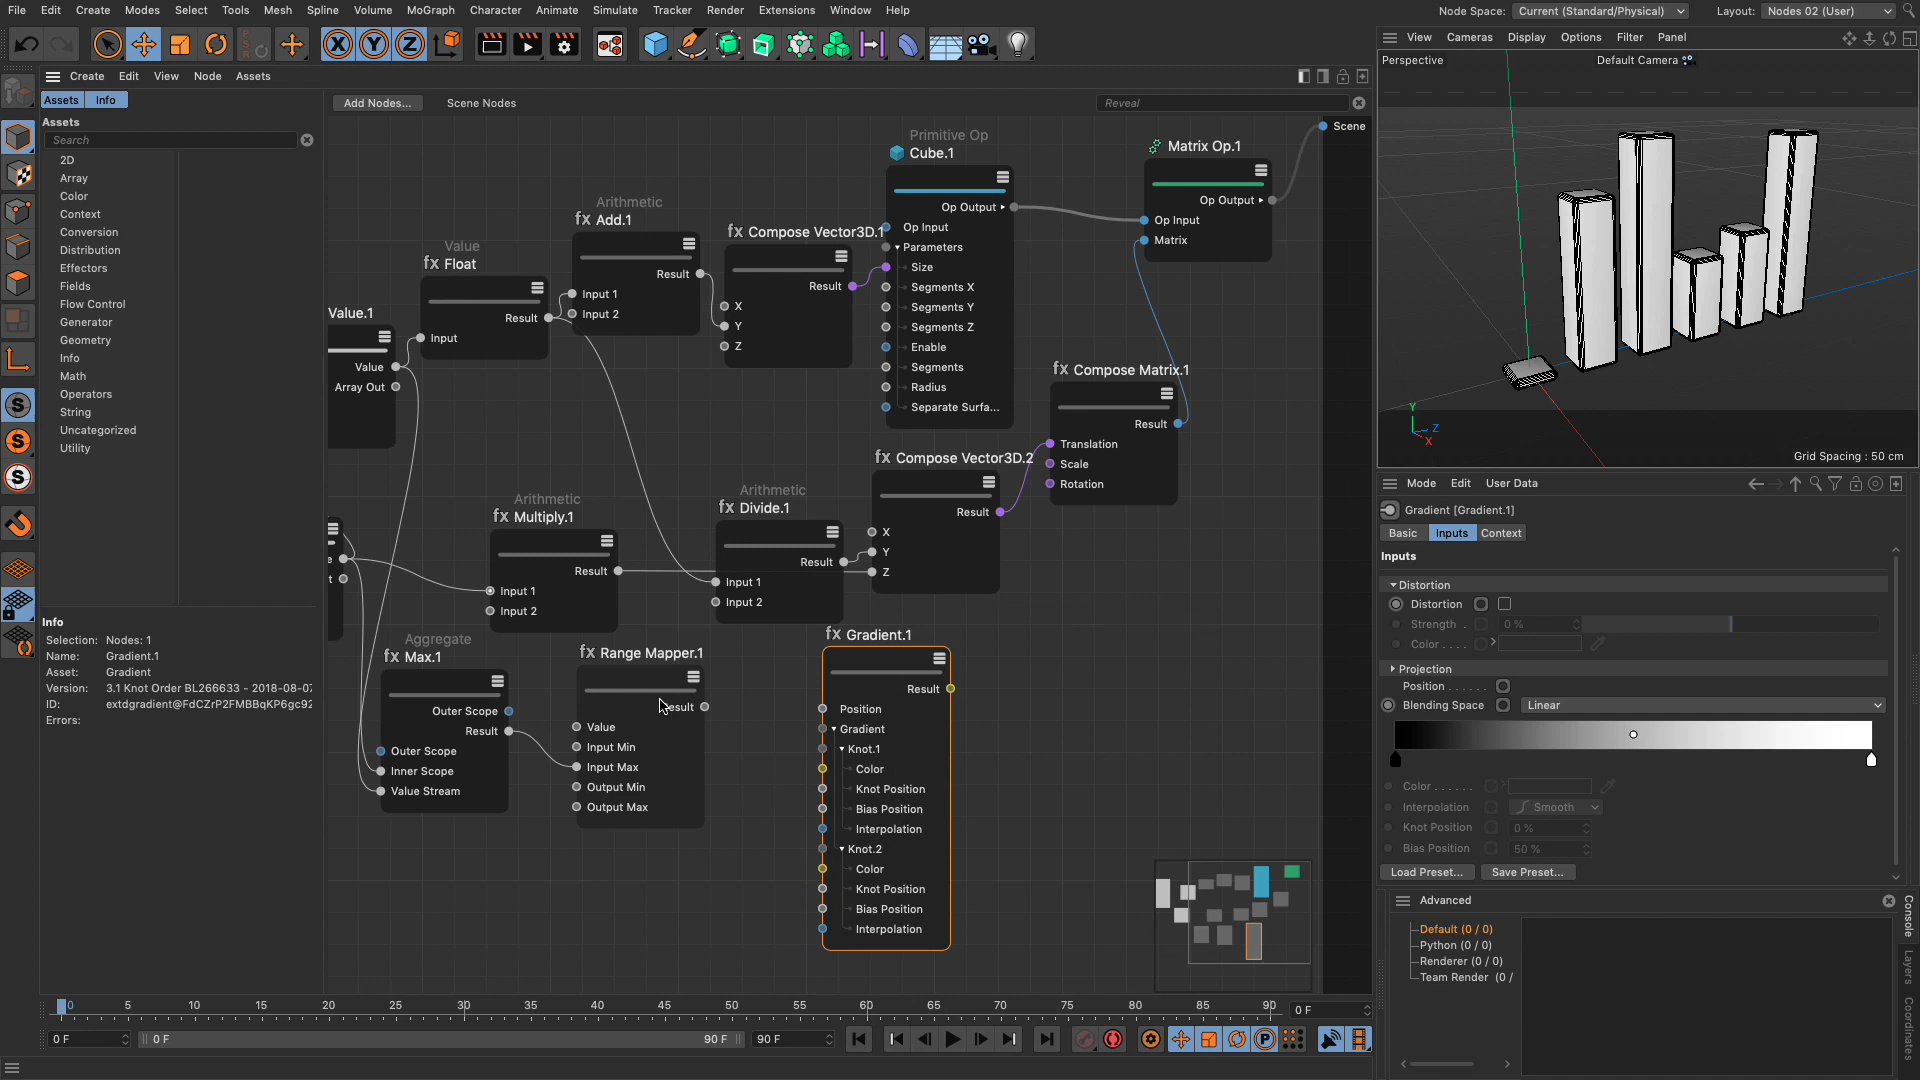 File Edit Create Modes Select Tools Mesh Spline Volume MoGraph Character Animate Simulate Tracker Render Extensions Window Help
Node Space: Current (Standard/Physical) Layout: Nodes 02 (User)
X Y Z
Create Edit View Node Assets
Assets Info
Assets
Search
2D
Array
Color
Context
Conversion
Distribution
Effectors
Fields
Flow Control
Generator
Geometry
Info
Math
Operators
String
Uncategorized
Utility
Info
Selection: Nodes: 1
Name: Gradient.1
Asset: Gradient
Version: 3.1 Knot Order BL266633 - 2018-08-07
ID: extdgradient@FdCZrP2FMBBqKP6gc92
Errors:
Add Nodes... Scene Nodes
Reveal
Scene
Value.1
Value
Array Out
Value
fx Float
Result
Input
Arithmetic
fx Add.1
Result
Input 1
Input 2
fx Compose Vector3D.1
Result
X
Y
Z
Primitive Op
Cube.1
Op Output
Op Input
Parameters
Size
Segments X
Segments Y
Segments Z
Enable
Segments
Radius
Separate Surfa...
Matrix Op.1
Op Output
Op Input
Matrix
fx Compose Matrix.1
Result
Translation
Scale
Rotation
fx Compose Vector3D.2
Result
X
Y
Z
Arithmetic
fx Multiply.1
Result
Input 1
Input 2
Arithmetic
fx Divide.1
Result
Input 1
Input 2
Aggregate
fx Max.1
Outer Scope
Result
Outer Scope
Inner Scope
Value Stream
fx Range Mapper.1
Value
Input Min
Input Max
Output Min
Output Max
fx Gradient.1
Result
Position
Gradient
Knot.1
Color
Knot Position
Bias Position
Interpolation
Knot.2
Color
Knot Position
Bias Position
Interpolation
View Cameras Display Options Filter Panel
Perspective
Default Camera
Y
Z
X
Grid Spacing : 50 cm
Mode Edit User Data
Gradient [Gradient.1]
Basic Inputs Context
Inputs
Distortion
Distortion
Strength . 0 %
Color . . .
Projection
Position . . . . . .
Blending Space Linear
Color . . . . . .
Interpolation Smooth
Knot Position 0 %
Bias Position 50 %
Load Preset... Save Preset...
Advanced
Default (0 / 0)
Python (0 / 0)
Renderer (0 / 0)
Team Render (0 /
Console
Layers
Coordinates
0 5 10 15 20 25 30 35 40 45 50 55 60 65 70 75 80 85 90
0 F
0 F 0 F 90 F 90 F
P